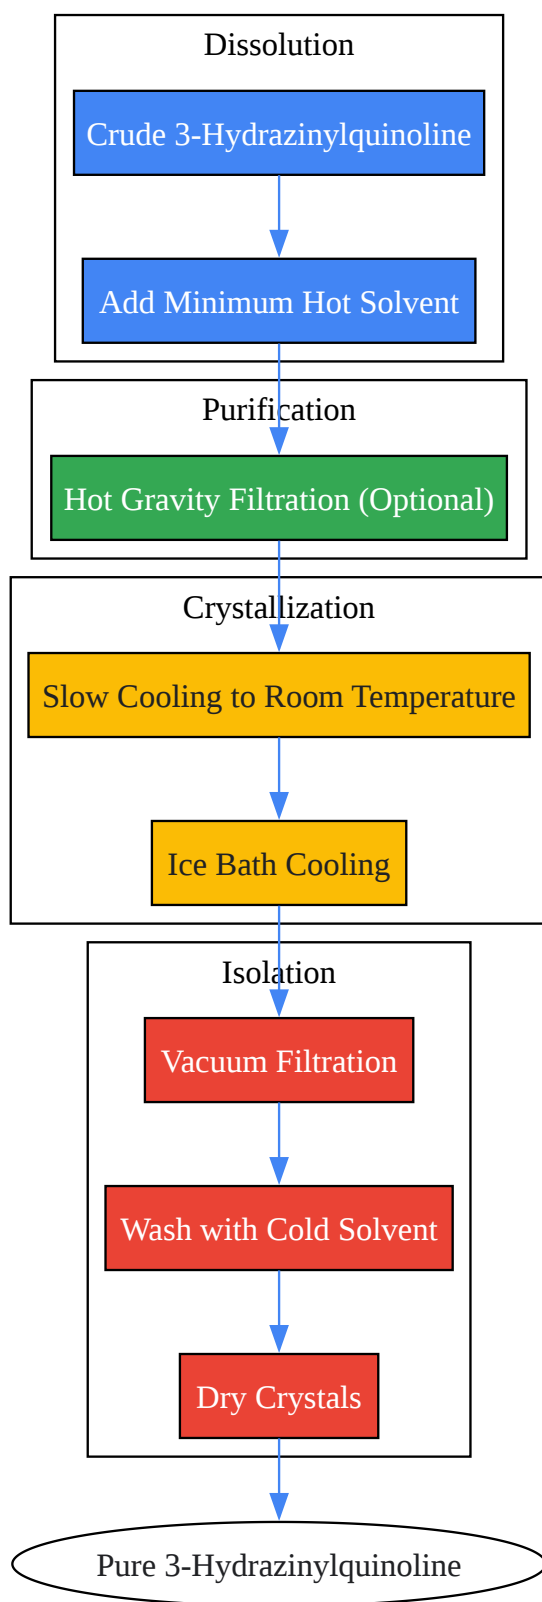 Dissolution
Crude 3-Hydrazinylquinoline
Add Minimum Hot Solvent
Purification
Hot Gravity Filtration (Optional)
Crystallization
Slow Cooling to Room Temperature
Ice Bath Cooling
Isolation
Vacuum Filtration
Wash with Cold Solvent
Dry Crystals
Pure 3-Hydrazinylquinoline